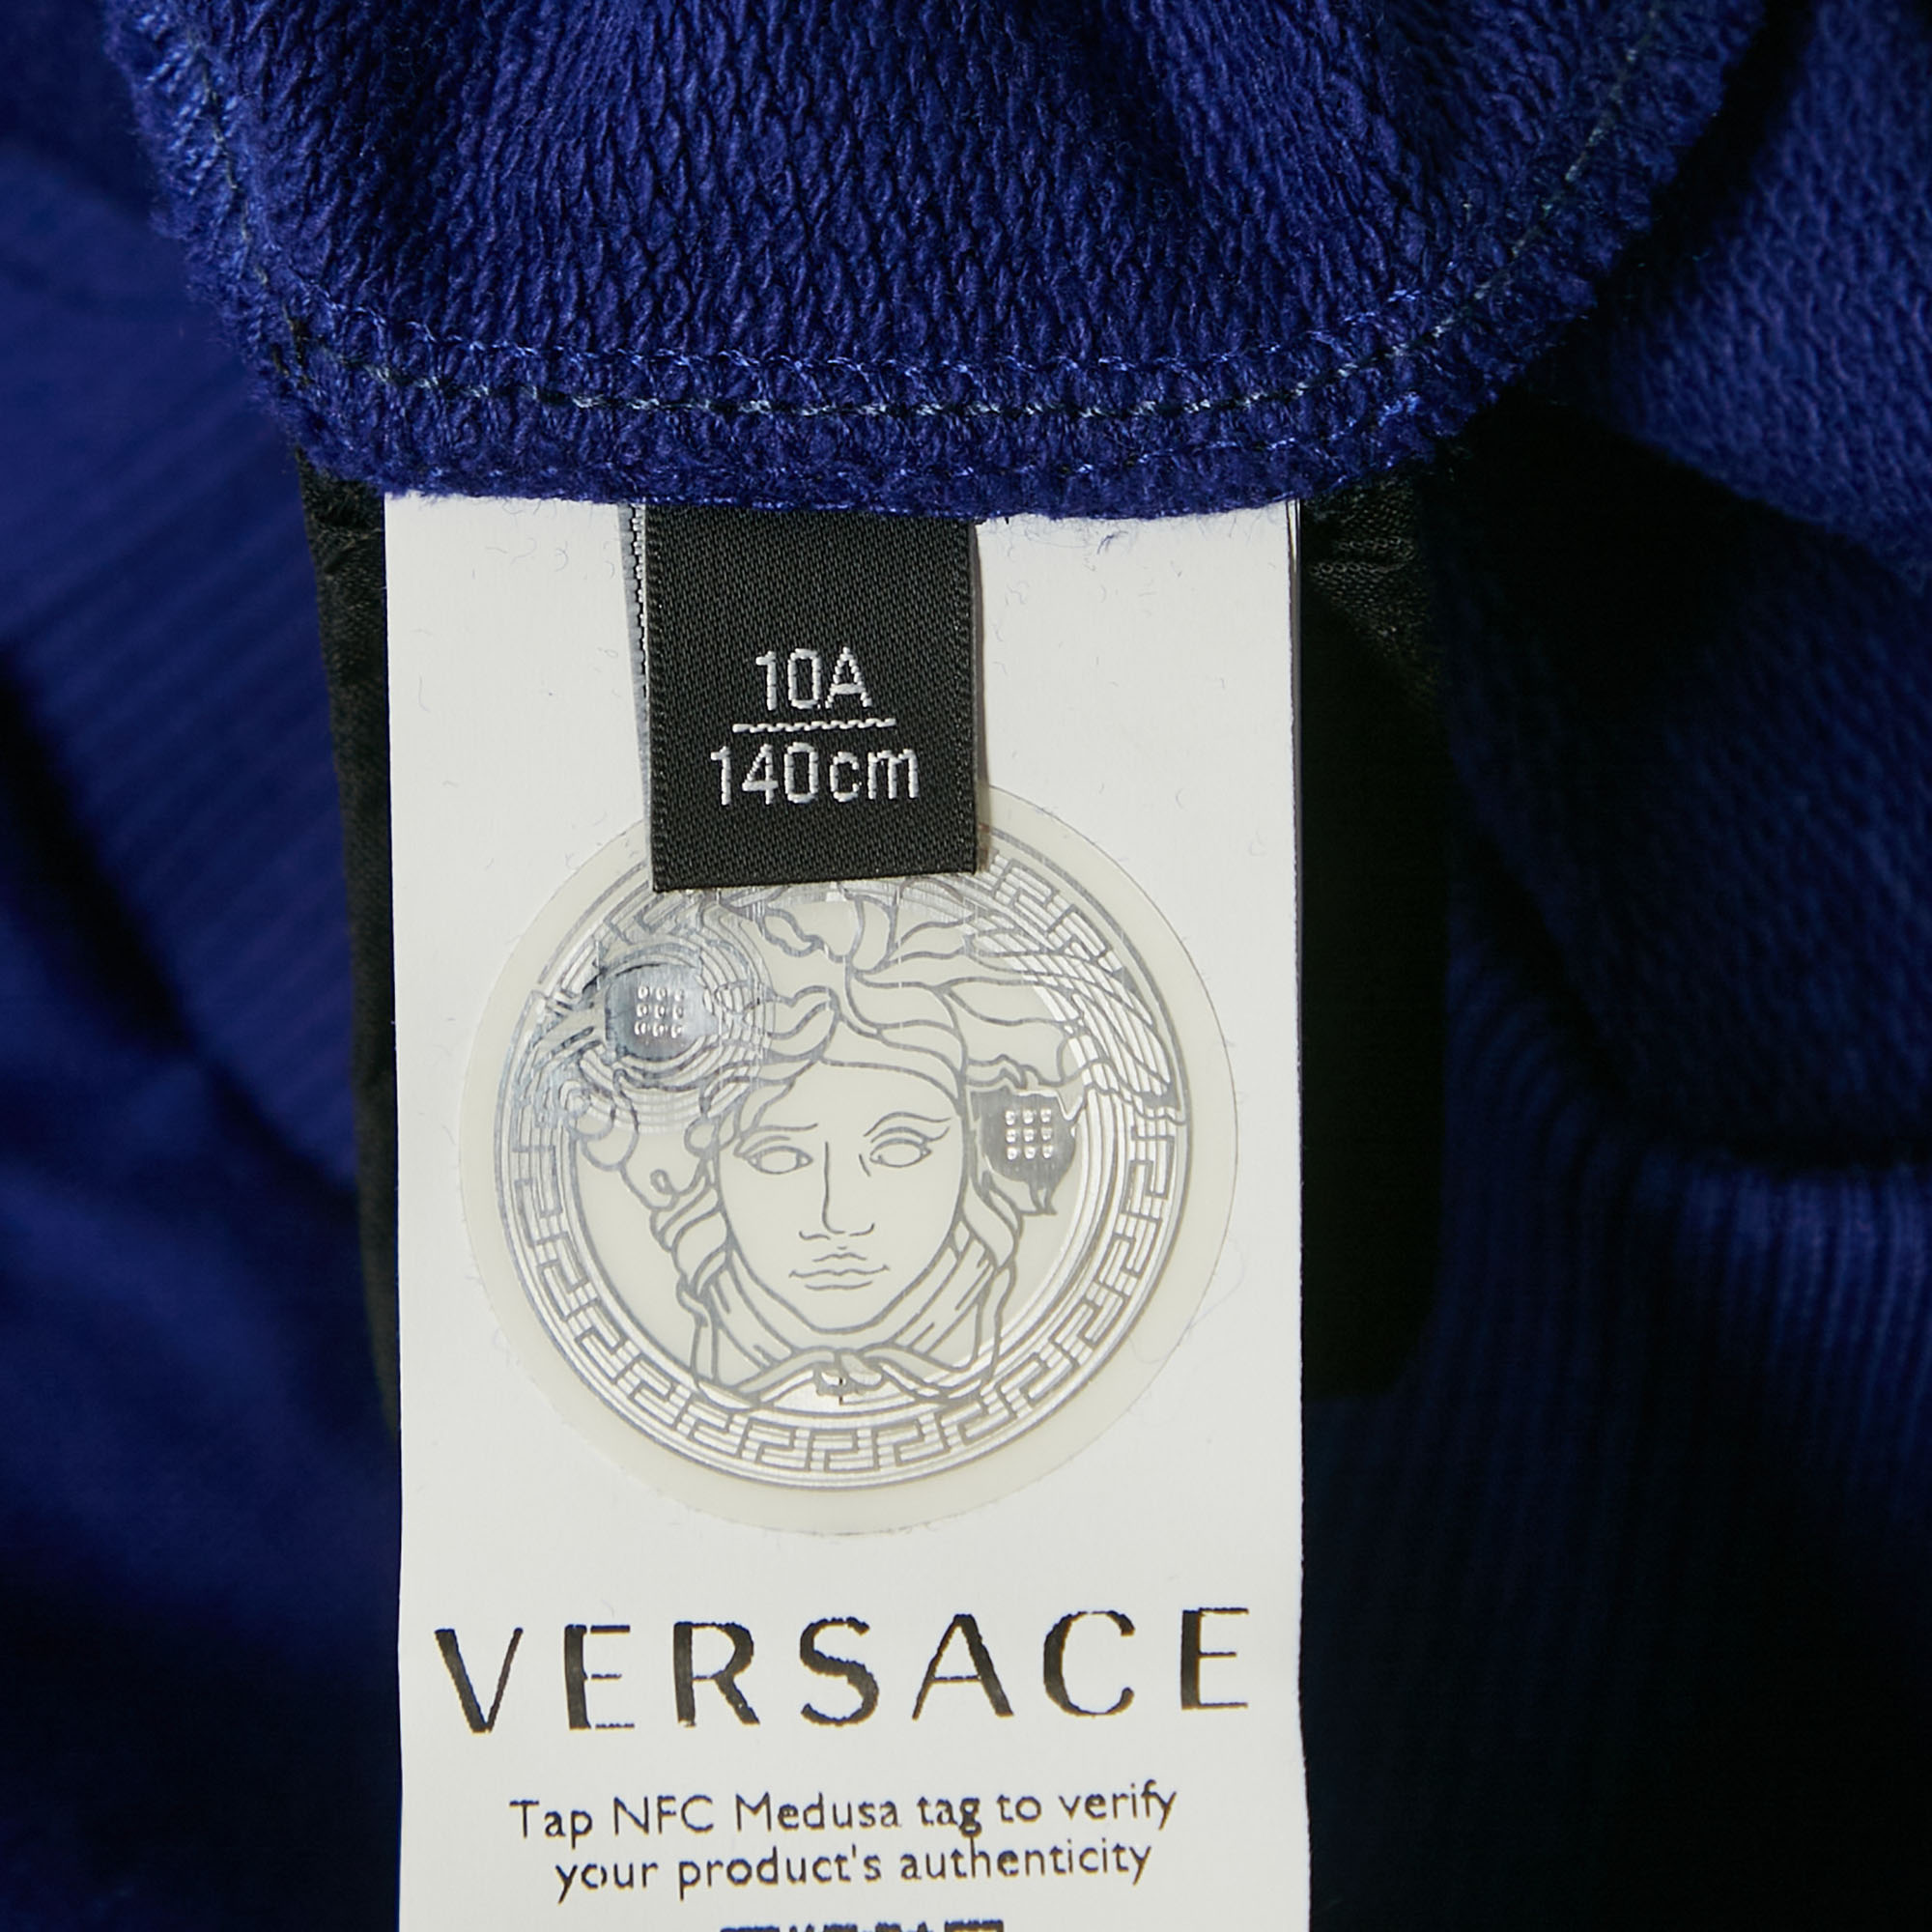 10A
140cm
VERSACE
Tap NFC Medusa tag to verify
your product's authenticity